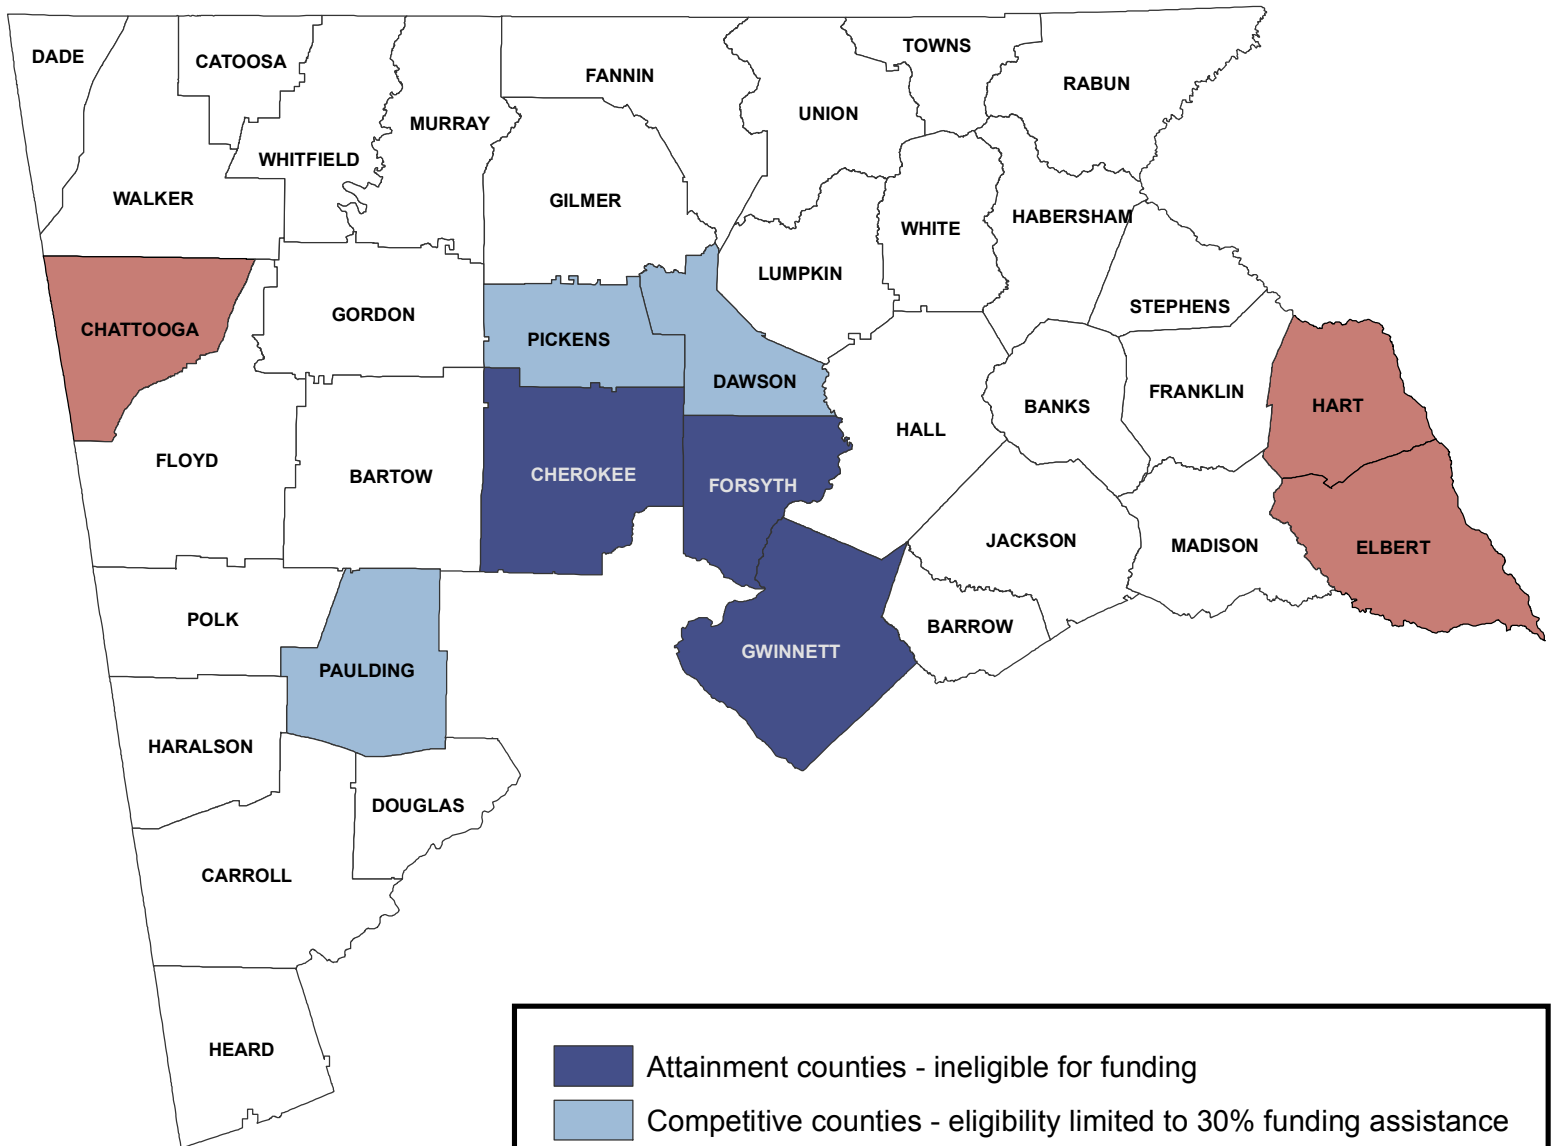 DADE
CATOOSA
FANNIN
TOWNS
RABUN
UNION
MURRAY
WHITFIELD
WALKER
GILMER
WHITE
HABERSHAM
LUMPKIN
STEPHENS
GORDON
CHATTOOGA
PICKENS
DAWSON
FRANKLIN
BANKS
HART
HALL
FLOYD
BARTOW
CHEROKEE
FORSYTH
JACKSON
MADISON
ELBERT
POLK
BARROW
GWINNETT
PAULDING
HARALSON
DOUGLAS
CARROLL
HEARD
Attainment counties - ineligible for funding
Competitive counties - eligibility limited to 30% funding assistance